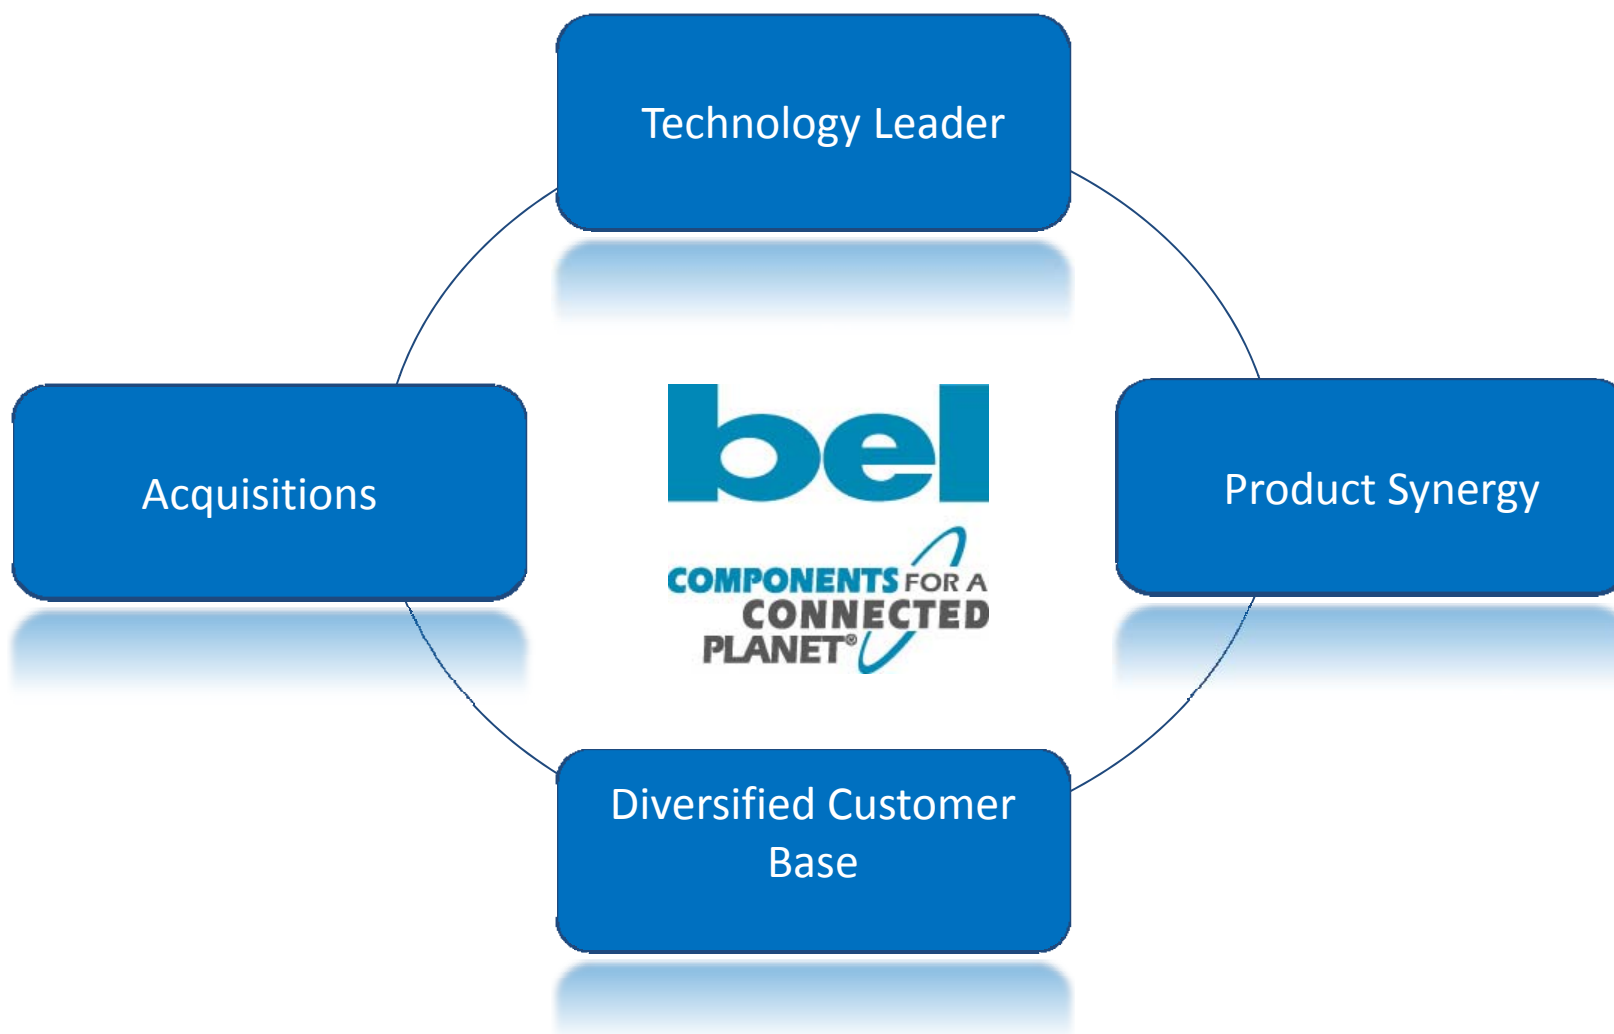 Technology Leader
Acquisitions
bel
COMPONENTS FOR A
CONNECTED
PLANET®
Product Synergy
Diversified Customer
Base